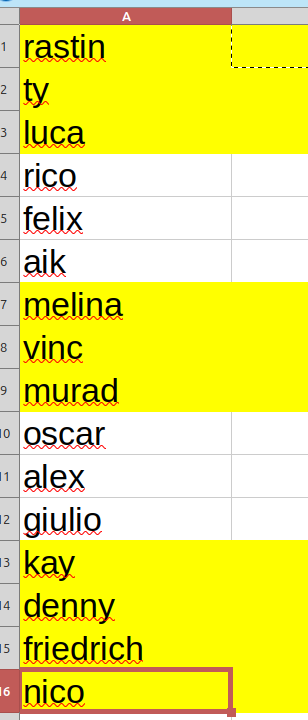 A
1 rastin
2 ty
3 luca
4 rico
5 felix
6 aik
7 melina
8 vinc
9 murad
10 oscar
11 alex
12 giulio
13 kay
14 denny
15 friedrich
16 nico